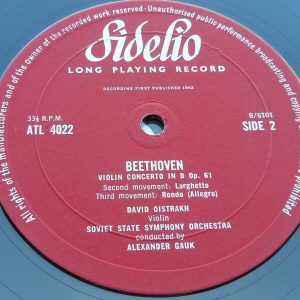 All rights of the manufacturers and of the owner of the recorded work reserved · Unauthorised public performance, broadcasting and copying prohibited
Fidelio
LONG PLAYING RECORD
RECORDING FIRST PUBLISHED 1962
33⅓ R.P.M.
ATL 4022
8/6101
SIDE 2
BEETHOVEN
VIOLIN CONCERTO IN D Op. 61
Second movement: Larghetto
Third movement: Rondo (Allegro)
DAVID OISTRAKH
Violin
SOVIET STATE SYMPHONY ORCHESTRA
conducted by
ALEXANDER GAUK